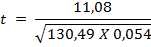 t = 11,08 / √(130,49 X 0,054)